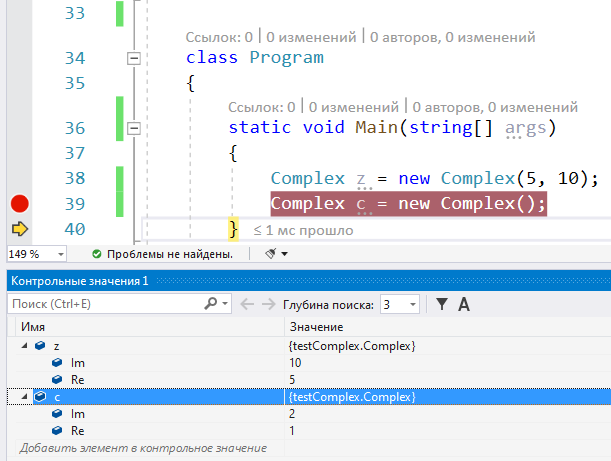 33
Ссылок: 0 | 0 изменений | 0 авторов, 0 изменений
34 class Program
35 {
Ссылок: 0 | 0 изменений | 0 авторов, 0 изменений
36 static void Main(string[] args)
37 {
38 Complex z = new Complex(5, 10);
39 Complex c = new Complex();
40 } ≤ 1 мс прошло
149 % Проблемы не найдены.
Контрольные значения 1
Поиск (Ctrl+E) Глубина поиска: 3 A
Имя Значение
z {testComplex.Complex}
Im 10
Re 5
c {testComplex.Complex}
Im 2
Re 1
Добавить элемент в контрольное значение